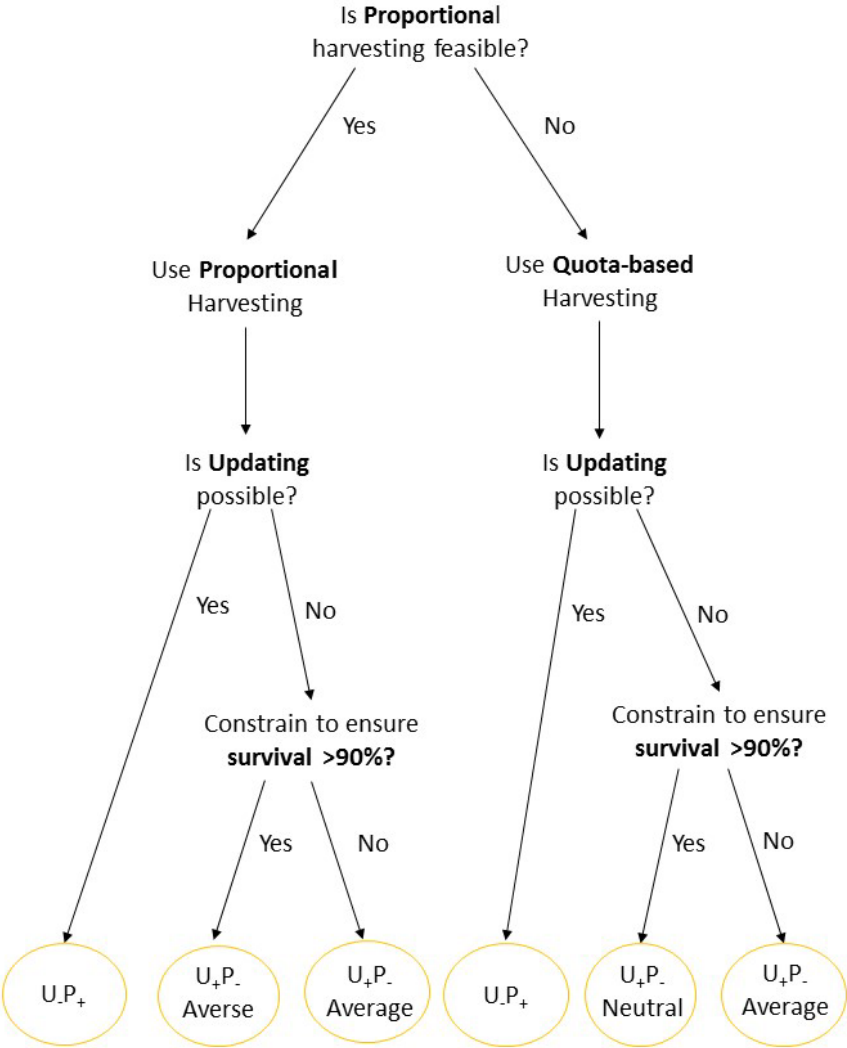 Is Proportional
harvesting feasible?
Yes
No
Use Proportional
Harvesting
Use Quota-based
Harvesting
Is Updating
possible?
Is Updating
possible?
Yes
No
Yes
No
Constrain to ensure
survival >90%?
Constrain to ensure
survival >90%?
Yes
No
Yes
No
U-P+
U+P-
Averse
U+P-
Average
U-P+
U+P-
Neutral
U+P-
Average